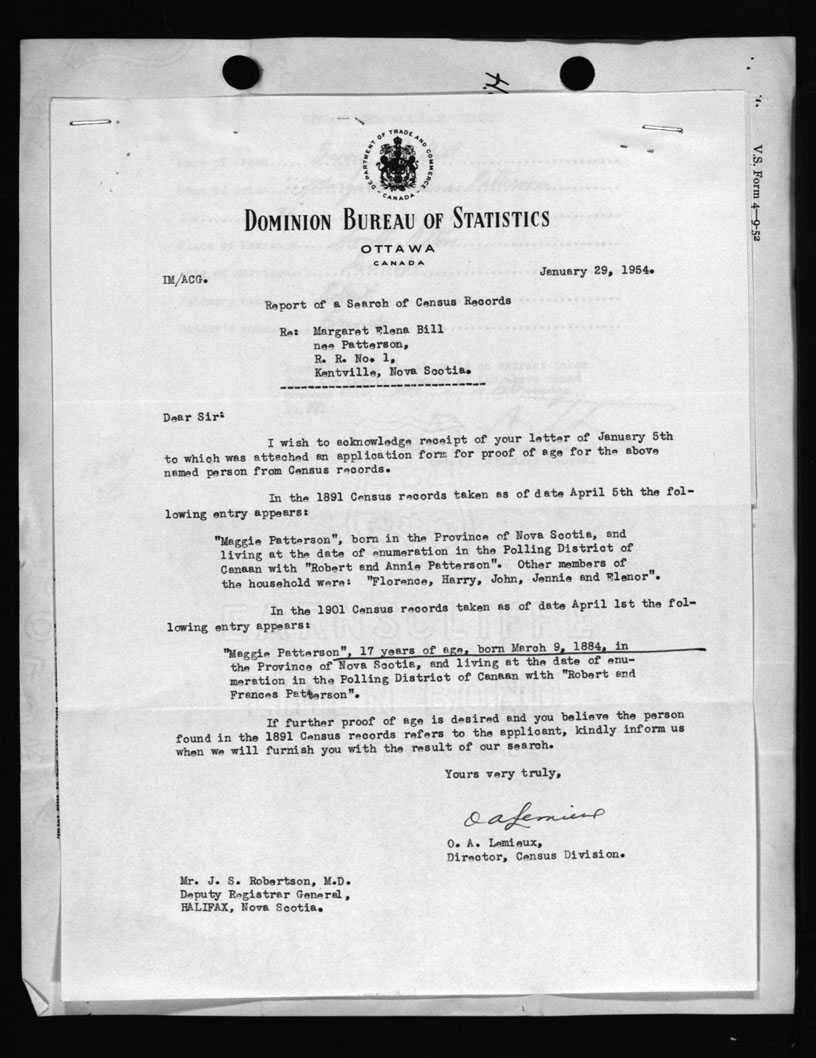 V.S. Form 4—9-52
DEPARTMENT OF TRADE AND COMMERCE
CANADA
DOMINION BUREAU OF STATISTICS
OTTAWA
CANADA
IM/ACG.
January 29, 1954.
Report of a Search of Census Records
Re: Margaret Elena Bill
nee Patterson,
R. R. No. 1,
Kentville, Nova Scotia.
Dear Sir:
I wish to acknowledge receipt of your letter of January 5th
to which was attached an application form for proof of age for the above
named person from Census records.
In the 1891 Census records taken as of date April 5th the fol-
lowing entry appears:
"Maggie Patterson", born in the Province of Nova Scotia, and
living at the date of enumeration in the Polling District of
Canaan with "Robert and Annie Patterson". Other members of
the household were: "Florence, Harry, John, Jennie and Elenor".
In the 1901 Census records taken as of date April 1st the fol-
lowing entry appears:
"Maggie Patterson", 17 years of age, born March 9, 1884, in
the Province of Nova Scotia, and living at the date of enu-
meration in the Polling District of Canaan with "Robert and
Frances Patterson".
If further proof of age is desired and you believe the person
found in the 1891 Census records refers to the applicant, kindly inform us
when we will furnish you with the result of our search.
Yours very truly,
O A Lemieux
O. A. Lemieux,
Director, Census Division.
Mr. J. S. Robertson, M.D.
Deputy Registrar General,
HALIFAX, Nova Scotia.